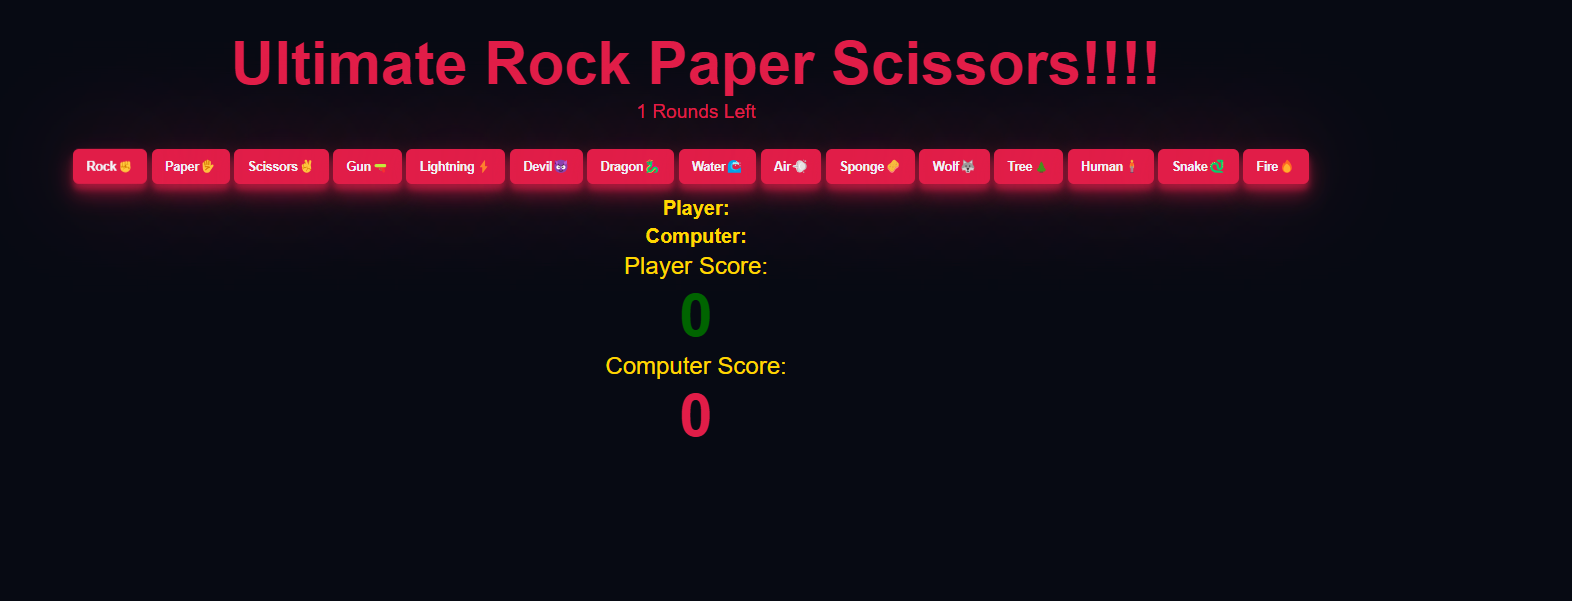 Ultimate Rock Paper Scissors!!!!
1 Rounds Left
Rock✊ Paper✋ Scissors✌ Gun🔫 Lightning⚡ Devil😈 Dragon🐉 Water🌊 Air💨 Sponge🧽 Wolf🐺 Tree🌲 Human🧍 Snake🐍 Fire🔥
Player:
Computer:
Player Score:
0
Computer Score:
0